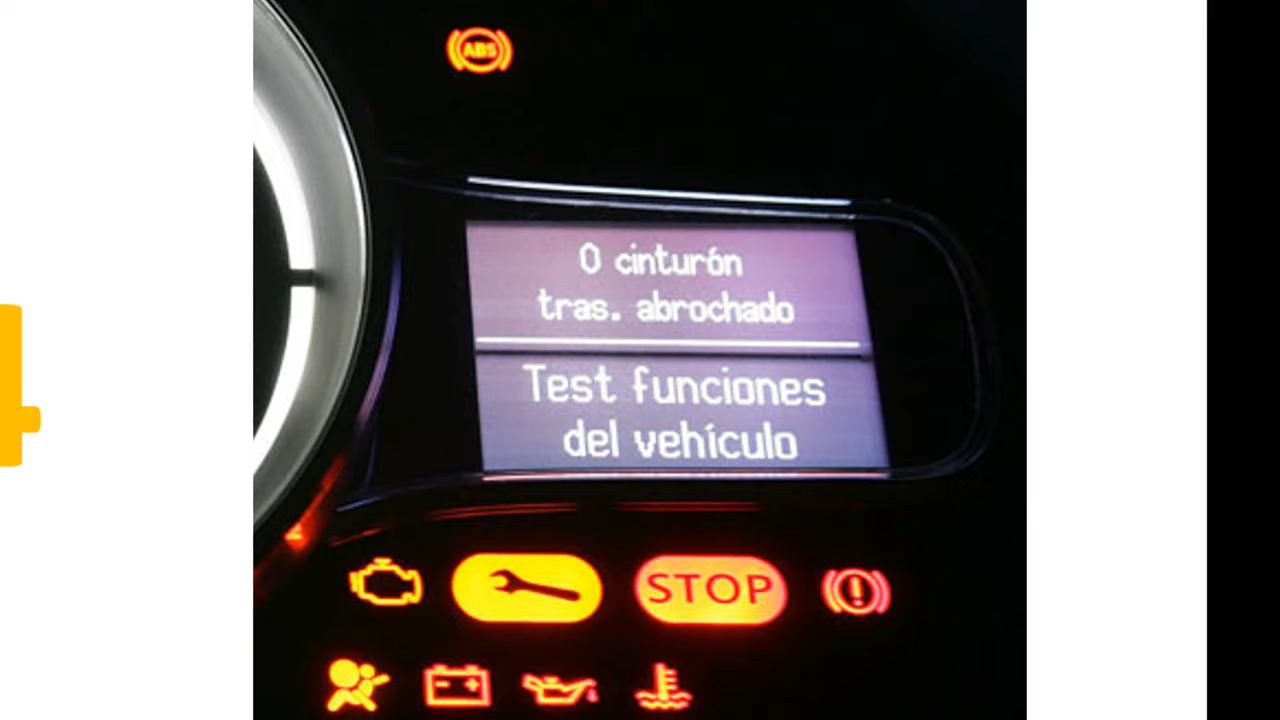 ABS
0 cinturón
tras. abrochado
Test funciones
del vehículo
STOP